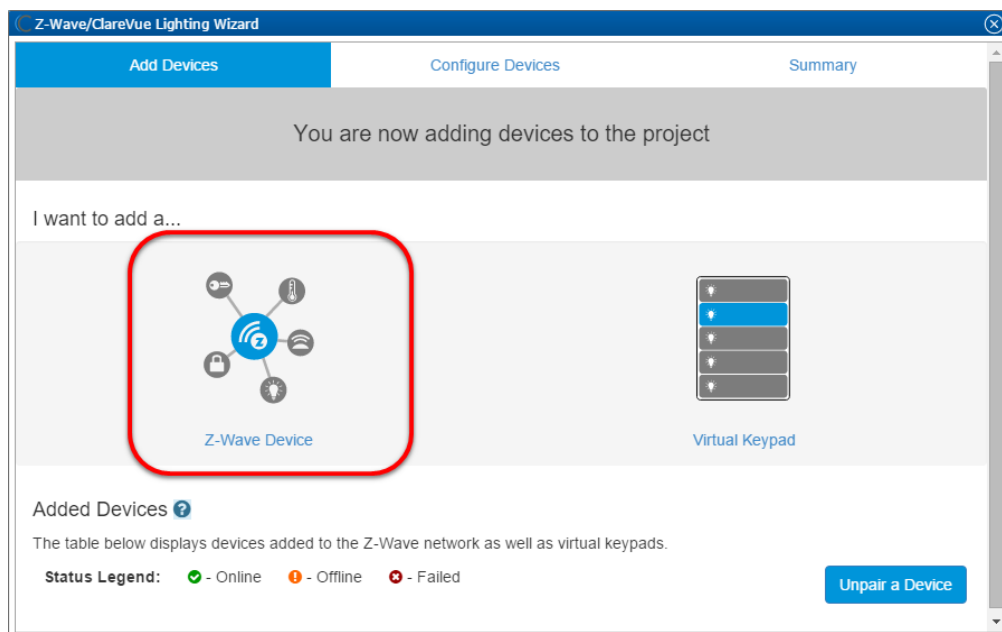 Z-Wave/ClareVue Lighting Wizard
Add Devices Configure Devices Summary
You are now adding devices to the project
I want to add a...
Z-Wave Device Virtual Keypad
Added Devices ?
The table below displays devices added to the Z-Wave network as well as virtual keypads.
Status Legend: - Online - Offline - Failed
Unpair a Device